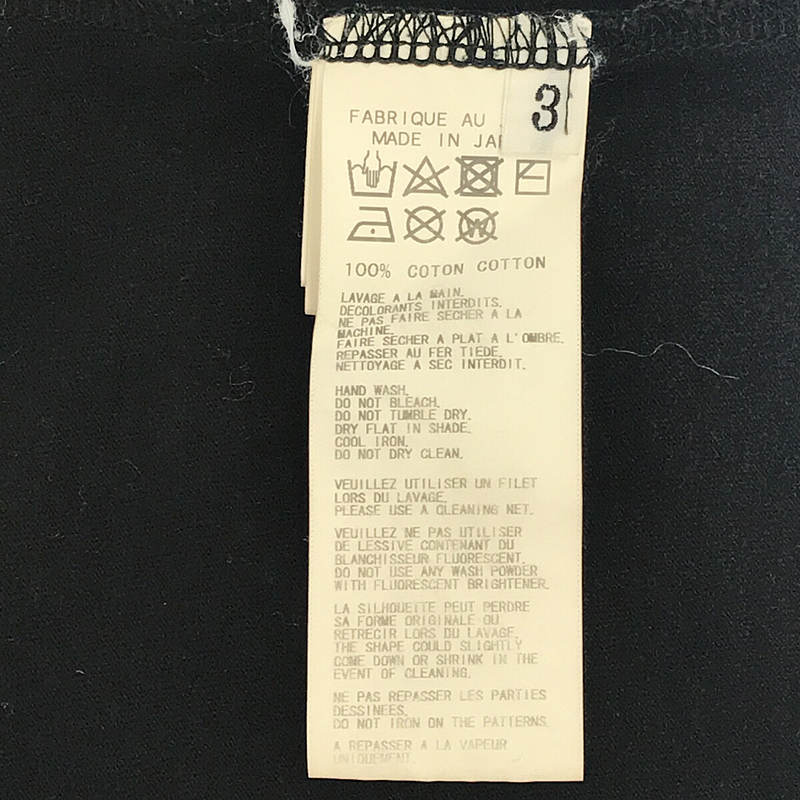 3
FABRIQUE AU
MADE IN
W
100% COTON COTTON
LAVAGE A LA MAIN.
DECOLORANTS INTERDITS.
NE PAS FAIRE SECHER A LA
MACHINE.
FAIRE SECHER A PLAT A L'OMBRE.
REPASSER AU FER TIEDE.
NETTOYAGE A SEC INTERDIT.
HAND WASH.
DO NOT BLEACH.
DO NOT TUMBLE DRY.
DRY FLAT IN SHADE.
COOL IRON.
DO NOT DRY CLEAN.
VEUILLEZ UTILISER UN FILET
LORS DU LAVAGE.
PLEASE USE A CLEANING NET.
VEUILLEZ NE PAS UTILISER
DE LESSIVE CONTENANT DU
BLANCHISSEUR FLUORESCENT.
DO NOT USE ANY WASH POWDER
WITH FLUORESCENT BRIGHTENER.
LA SILHOUETTE PEUT PERDRE
SA FORME ORIGINALE OU
RETRECIR LORS DU LAVAGE.
THE SHAPE COULD SLIGHTLY
COME DOWN OR SHRINK IN THE
EVENT OF CLEANING.
NE PAS REPASSER LES PARTIES
DESSINEES.
DO NOT IRON ON THE PATTERNS.
A REPASSER A LA VAPEUR
UNIQUEMENT.